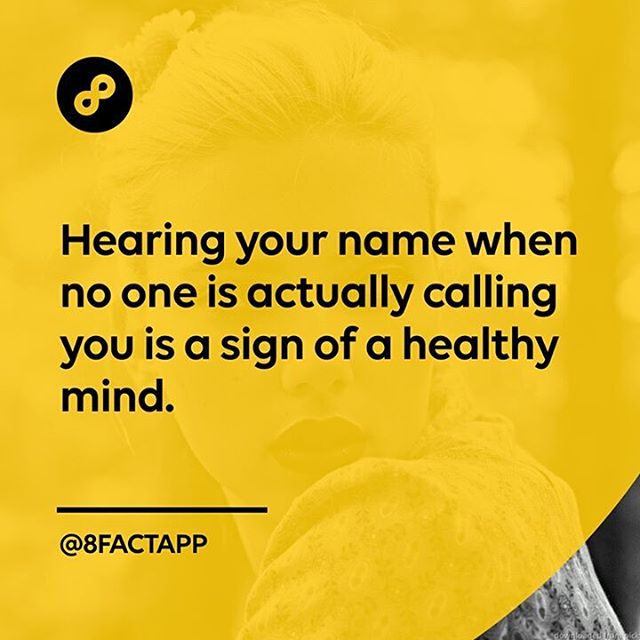 Hearing your name when
no one is actually calling
you is a sign of a healthy
mind.
@8FACTAPP